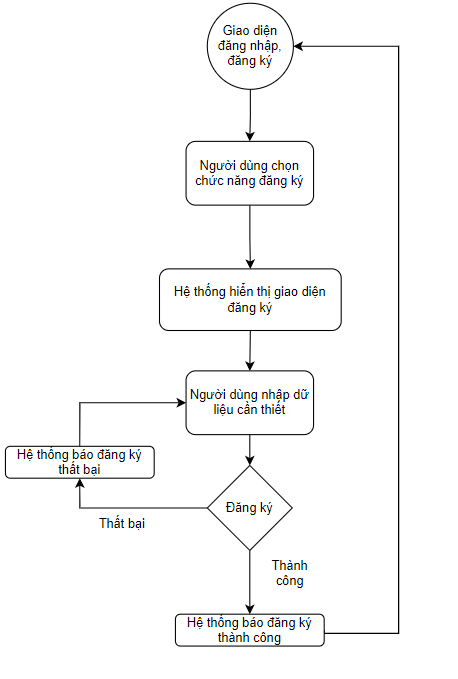 Giao diện
đăng nhập,
đăng ký
Người dùng chọn
chức năng đăng ký
Hệ thống hiển thị giao diện
đăng ký
Người dùng nhập dữ
liệu cần thiết
Hệ thống báo đăng ký
thất bại
Đăng ký
Thất bại
Thành
công
Hệ thống báo đăng ký
thành công